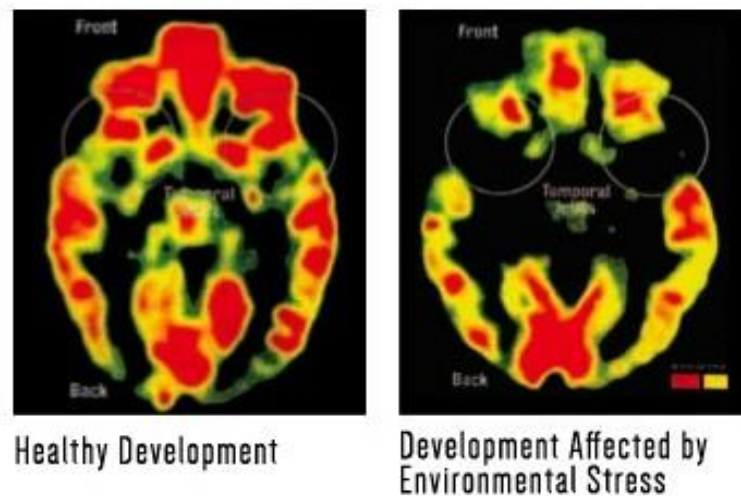 Front
Temporal
Back
Healthy Development
Front
Temporal
Back
Development Affected by
Environmental Stress